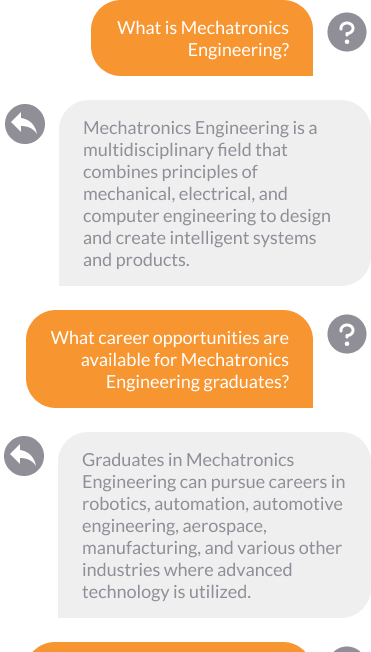 What is Mechatronics
Engineering?
Mechatronics Engineering is a
multidisciplinary field that
combines principles of
mechanical, electrical, and
computer engineering to design
and create intelligent systems
and products.
What career opportunities are
available for Mechatronics
Engineering graduates?
Graduates in Mechatronics
Engineering can pursue careers in
robotics, automation, automotive
engineering, aerospace,
manufacturing, and various other
industries where advanced
technology is utilized.